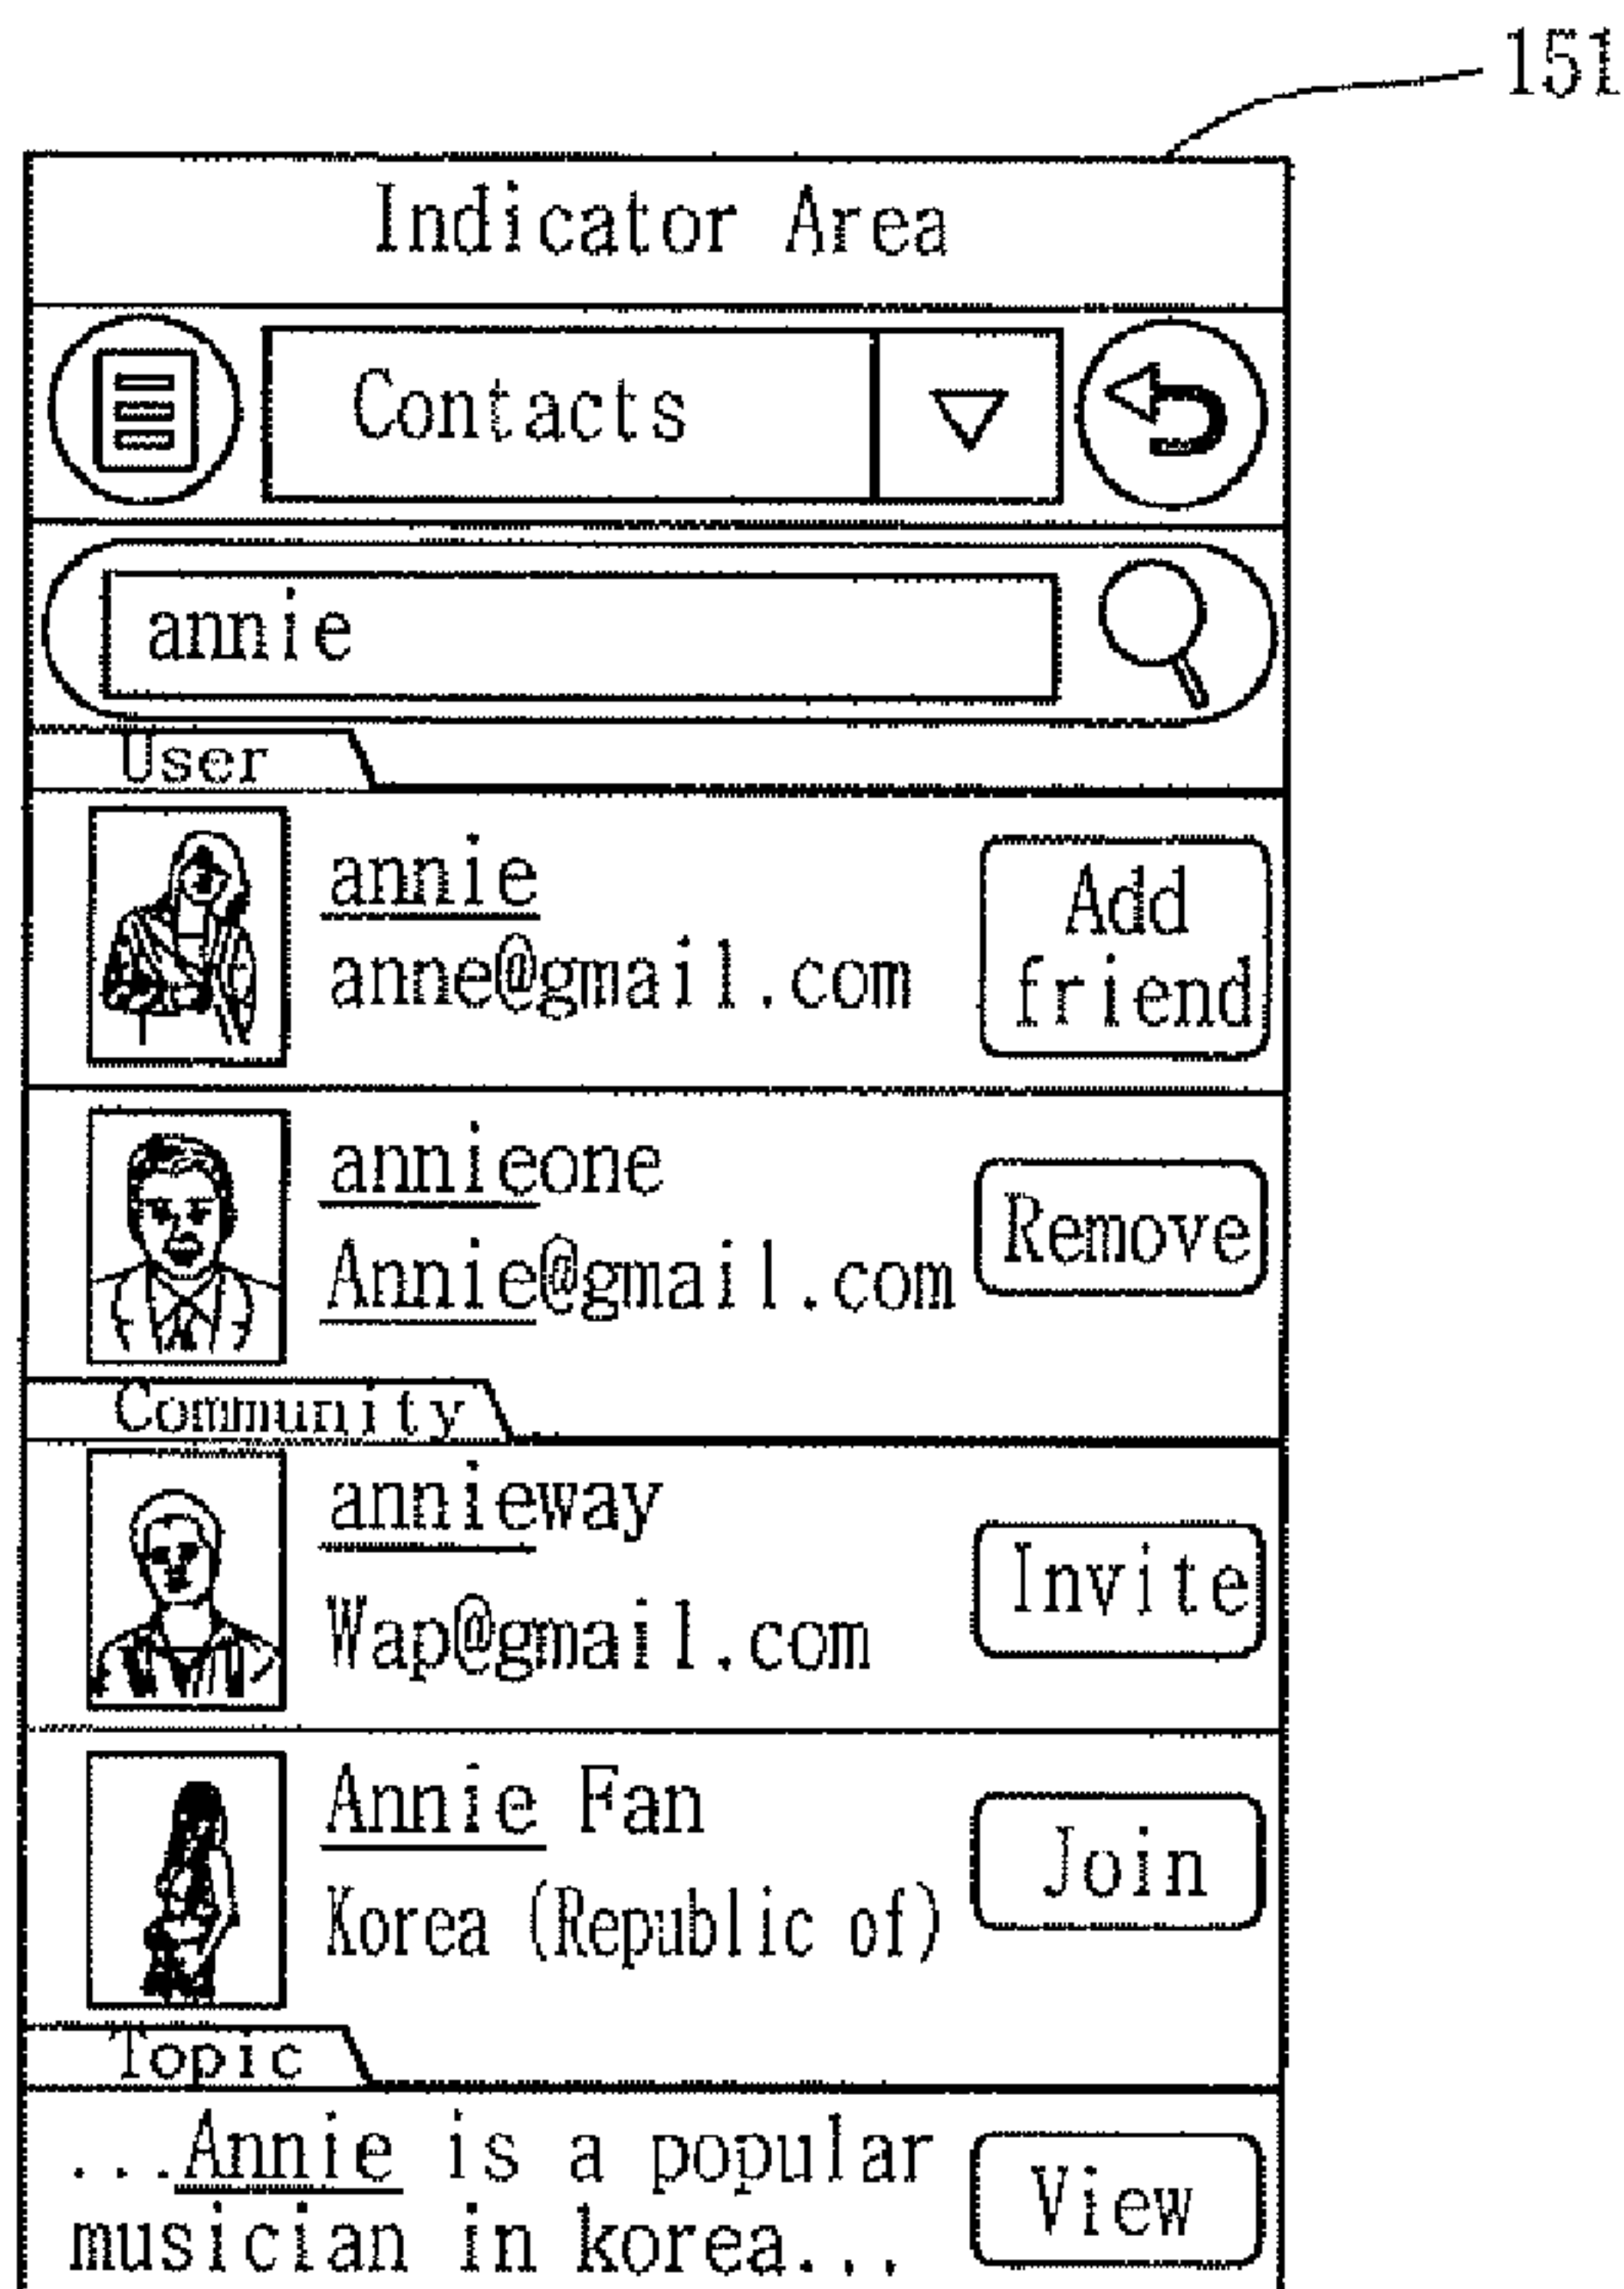 151
Indicator Area
Contacts
annie
User
annie
anne@gmail.com
Add
friend
annieone
Annie@gmail.com
Remove
Community
annieway
Wap@gmail.com
Invite
Annie Fan
Korea (Republic of)
Join
Topic
...Annie is a popular
musician in korea...
View